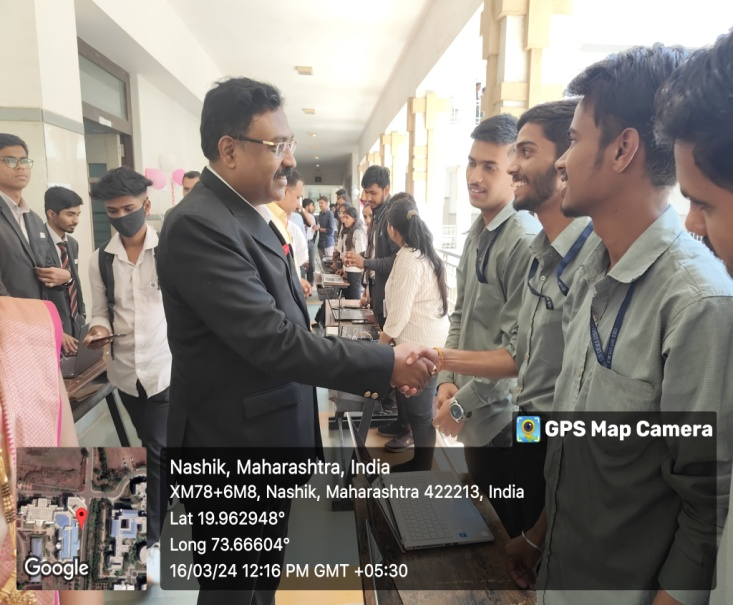 GPS Map Camera
Nashik, Maharashtra, India
XM78+6M8, Nashik, Maharashtra 422213, India
Lat 19.962948°
Long 73.66604°
16/03/24 12:16 PM GMT +05:30
Google